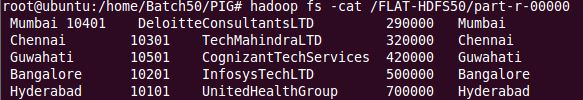 root@ubuntu:/home/Batch50/PIG# hadoop fs -cat /FLAT-HDFS50/part-r-00000
Mumbai 10401 DeloitteConsultantsLTD 290000 Mumbai
Chennai 10301 TechMahindraLTD 320000 Chennai
Guwahati 10501 CognizantTechServices 420000 Guwahati
Bangalore 10201 InfosysTechLTD 500000 Bangalore
Hyderabad 10101 UnitedHealthGroup 700000 Hyderabad